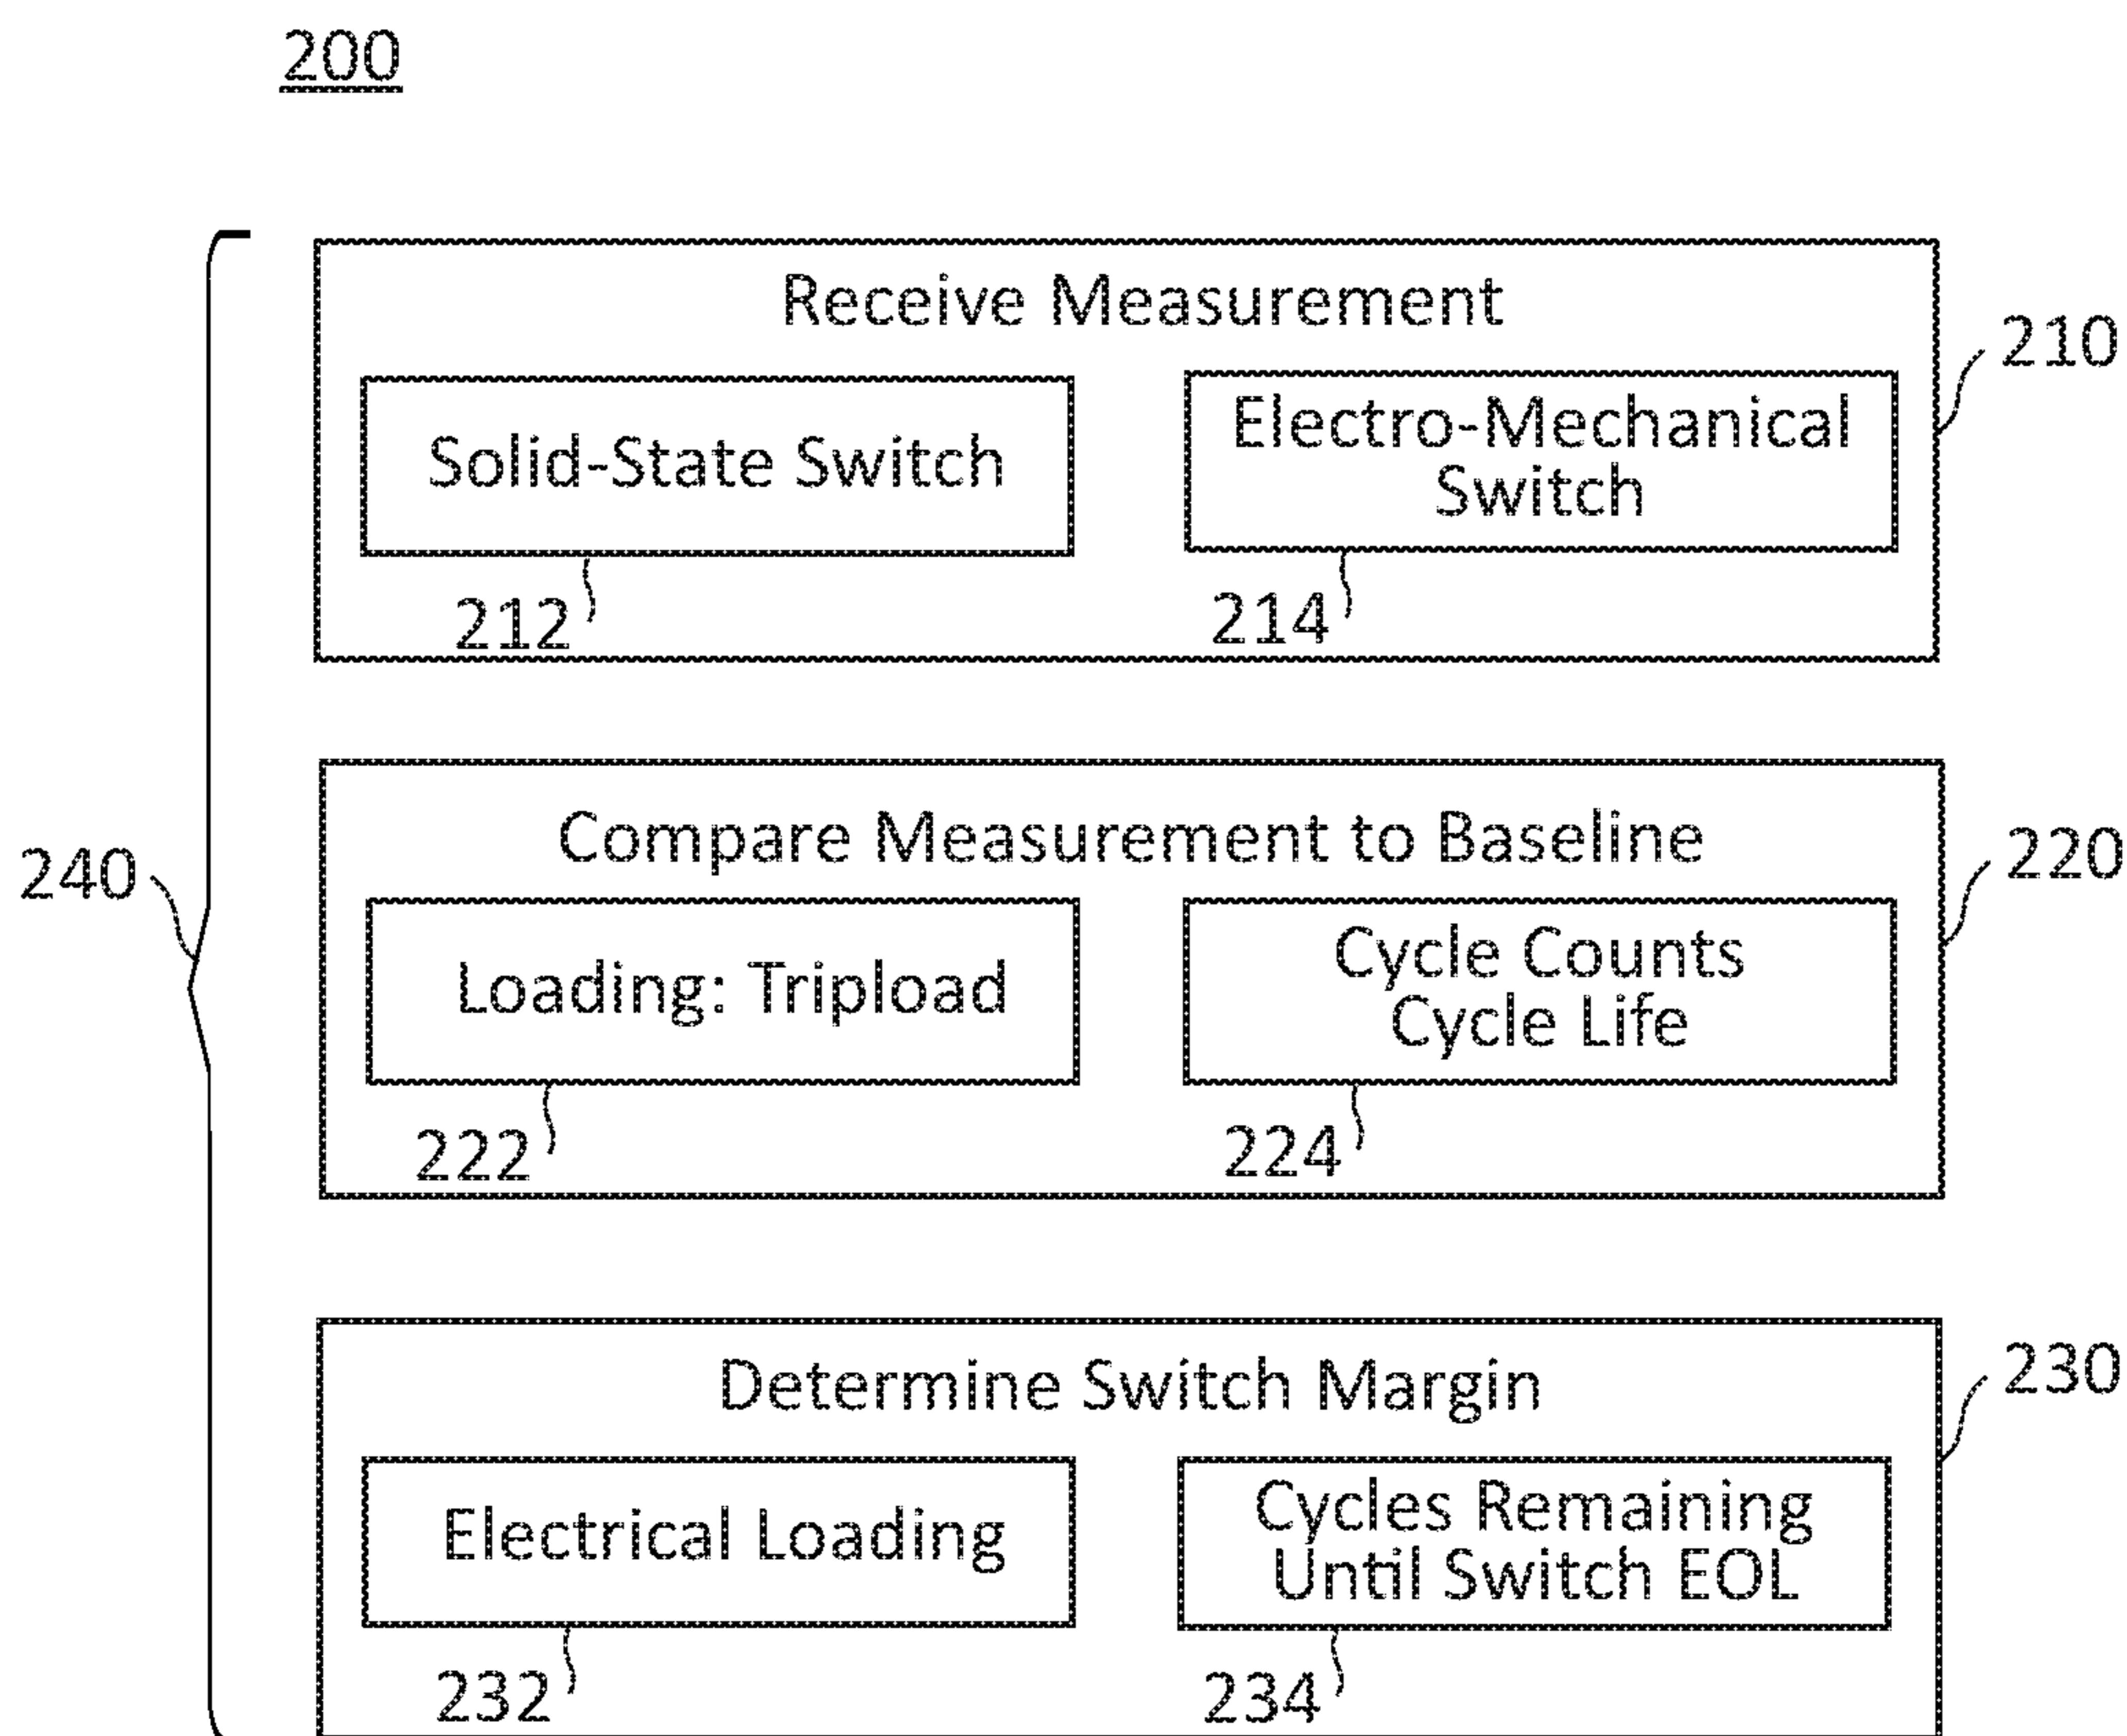 200
Receive Measurement
210
Solid-State Switch
Electro-Mechanical
Switch
212
214
Compare Measurement to Baseline
220
240
Loading: Tripload
Cycle Counts
Cycle Life
222
224
Determine Switch Margin
230
Electrical Loading
Cycles Remaining
Until Switch EOL
232
234